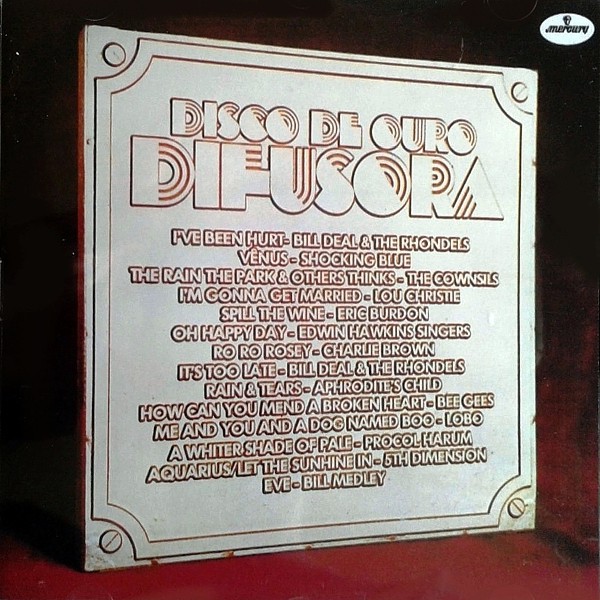 mercury
DISCO DE OURO
DIFUSORA
I'VE BEEN HURT - BILL DEAL & THE RHONDELS
VÊNUS - SHOCKING BLUE
THE RAIN THE PARK & OTHERS THINKS - THE COWNSILS
I'M GONNA GET MARRIED - LOU CHRISTIE
SPILL THE WINE - ERIC BURDON
OH HAPPY DAY - EDWIN HAWKINS SINGERS
RO RO ROSEY - CHARLIE BROWN
IT'S TOO LATE - BILL DEAL & THE RHONDELS
RAIN & TEARS - APHRODITE'S CHILD
HOW CAN YOU MEND A BROKEN HEART - BEE GEES
ME AND YOU AND A DOG NAMED BOO - LOBO
A WHITER SHADE OF PALE - PROCOL HARUM
AQUARIUS/LET THE SUNHINE IN - 5TH DIMENSION
EVE - BILL MEDLEY